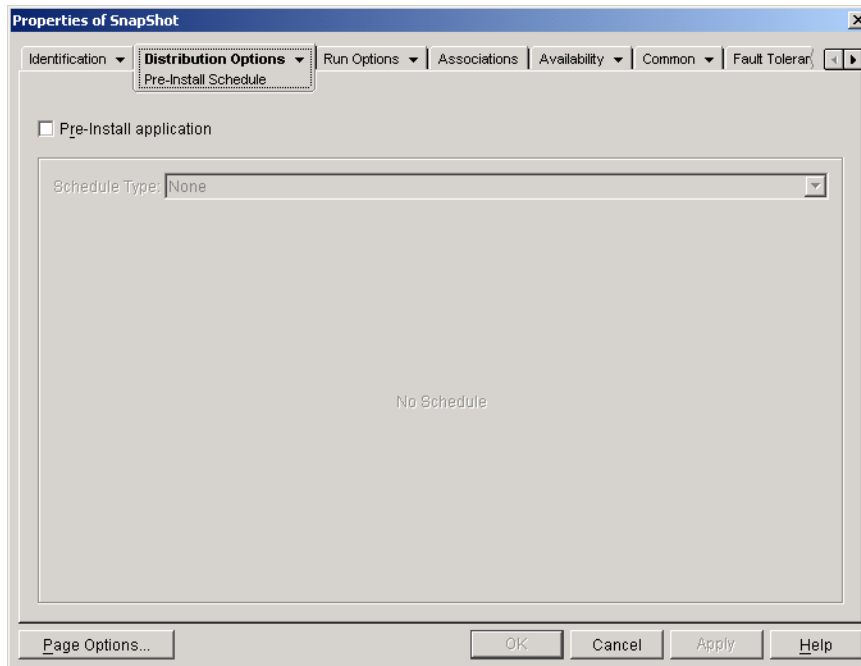 Properties of SnapShot
Identification Distribution Options Run Options Associations Availability Common Fault Toleran
Pre-Install Schedule
Pre-Install application
Schedule Type: None
No Schedule
Page Options... OK Cancel Apply Help